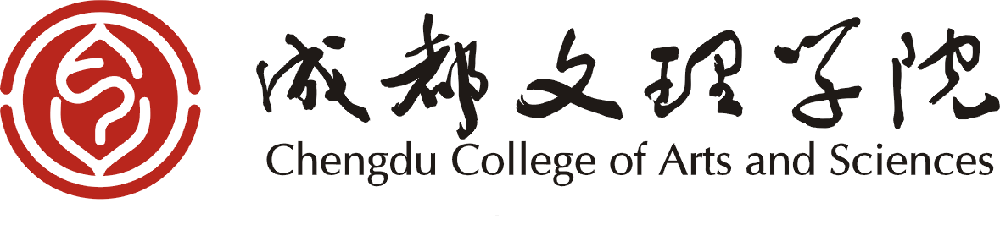 成都文理学院
Chengdu College of Arts and Sciences